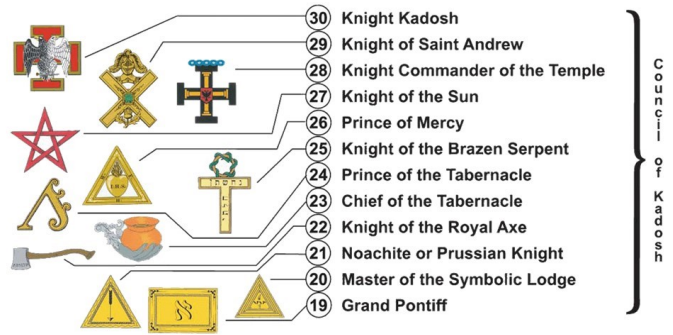 30 Knight Kadosh
29 Knight of Saint Andrew
28 Knight Commander of the Temple
27 Knight of the Sun
26 Prince of Mercy
25 Knight of the Brazen Serpent
24 Prince of the Tabernacle
23 Chief of the Tabernacle
22 Knight of the Royal Axe
21 Noachite or Prussian Knight
20 Master of the Symbolic Lodge
19 Grand Pontiff
Council of Kadosh
א